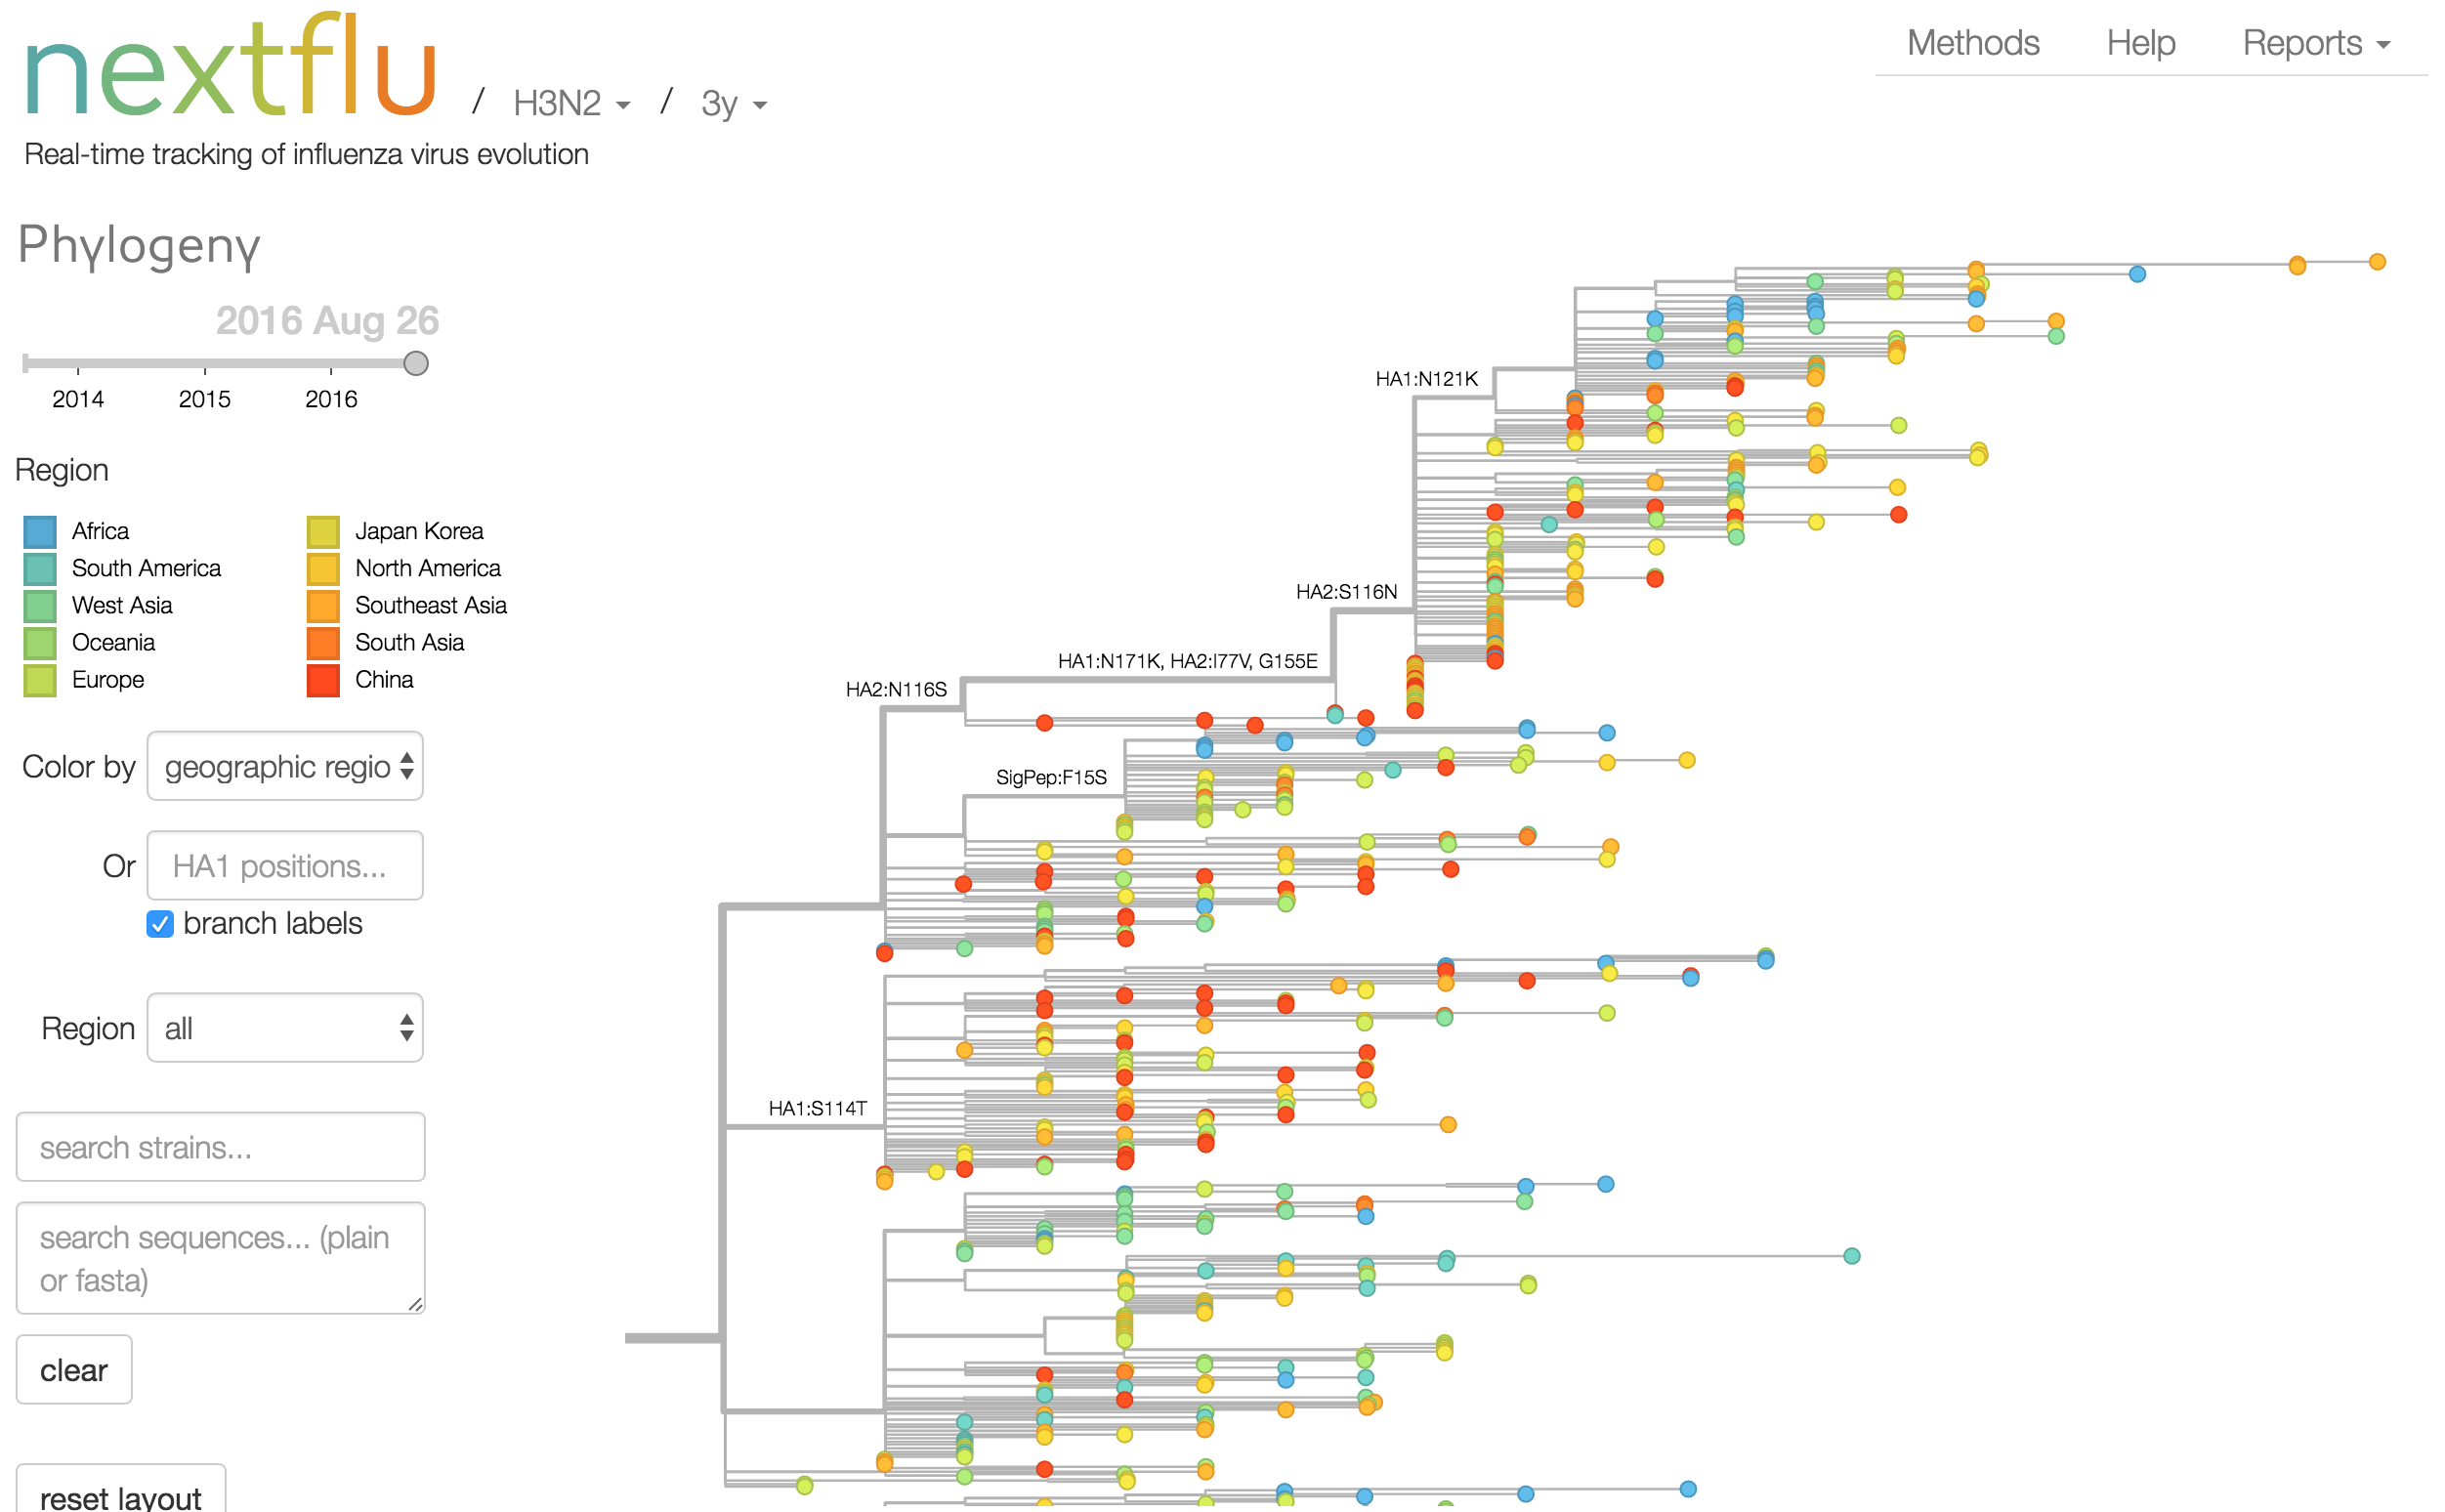 nextflu / H3N2 / 3y
Methods Help Reports
Real-time tracking of influenza virus evolution
Phylogeny
2016 Aug 26
2014 2015 2016
Region
Africa Japan Korea
South America North America
West Asia Southeast Asia
Oceania South Asia
Europe China
Color by geographic regio
Or HA1 positions...
branch labels
Region all
search strains...
search sequences... (plain
or fasta)
clear
reset layout
HA1:N121K
HA2:S116N
HA1:N171K, HA2:I77V, G155E
HA2:N116S
SigPep:F15S
HA1:S114T